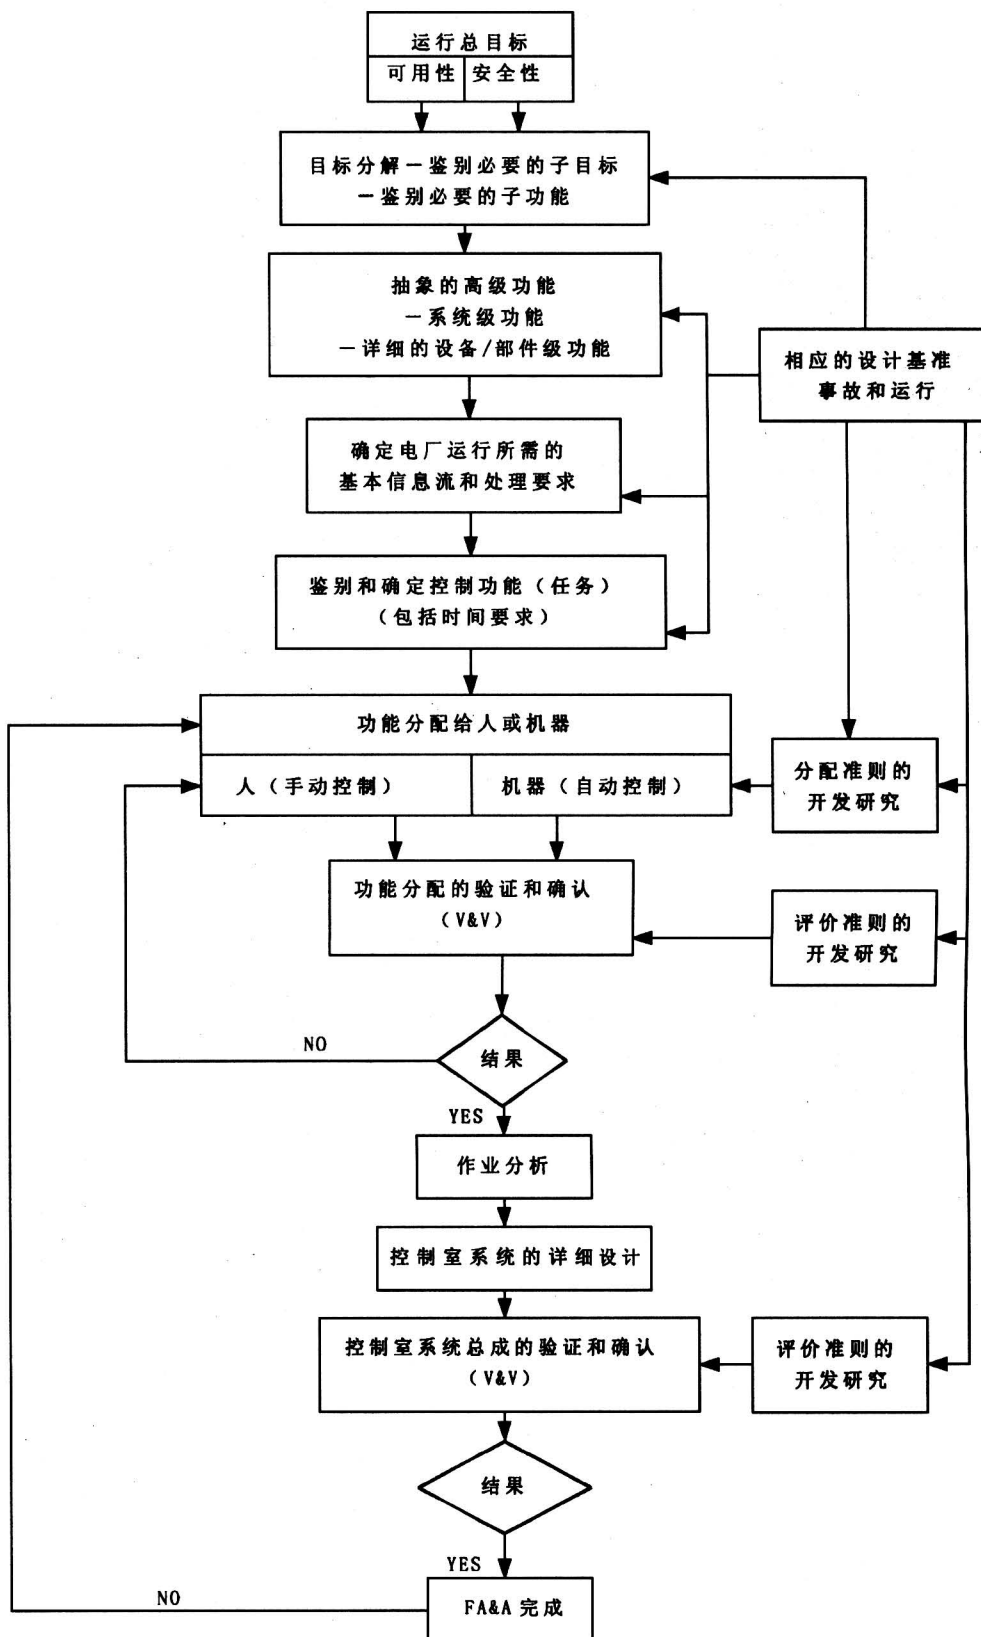 运行总目标
可用性 安全性
目标分解－鉴别必要的子目标
－鉴别必要的子功能
抽象的高级功能
－系统级功能
－详细的设备/部件级功能
相应的设计基准
事故和运行
确定电厂运行所需的
基本信息流和处理要求
鉴别和确定控制功能（任务）
（包括时间要求）
功能分配给人或机器
人（手动控制） 机器（自动控制）
分配准则的
开发研究
功能分配的验证和确认
（V&V）
评价准则的
开发研究
结果
NO
YES
作业分析
控制室系统的详细设计
控制室系统总成的验证和确认
（V&V）
评价准则的
开发研究
结果
YES
NO
FA&A 完成